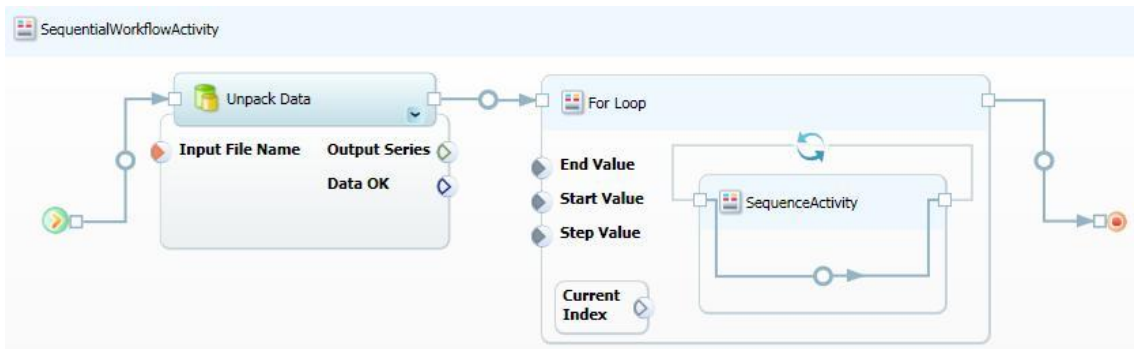 SequentialWorkflowActivity
Unpack Data
Input File Name
Output Series
Data OK
For Loop
End Value
Start Value
Step Value
Current
Index
SequenceActivity